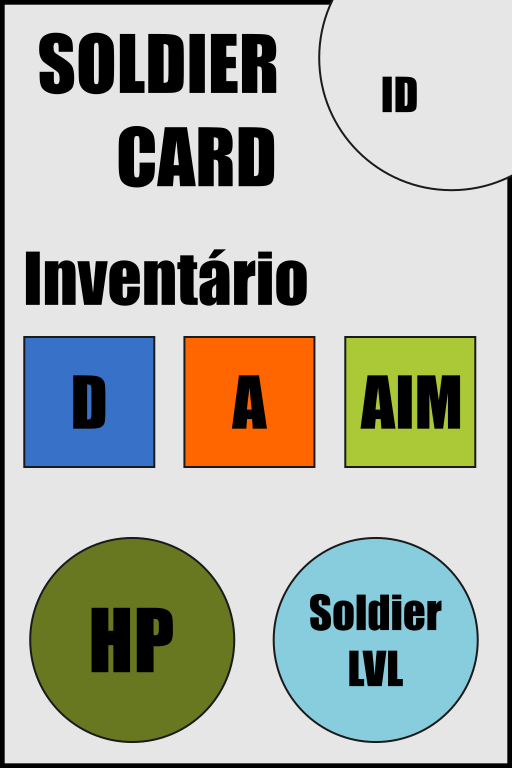 SOLDIER
CARD
ID
Inventário
D
A
AIM
HP
Soldier
LVL